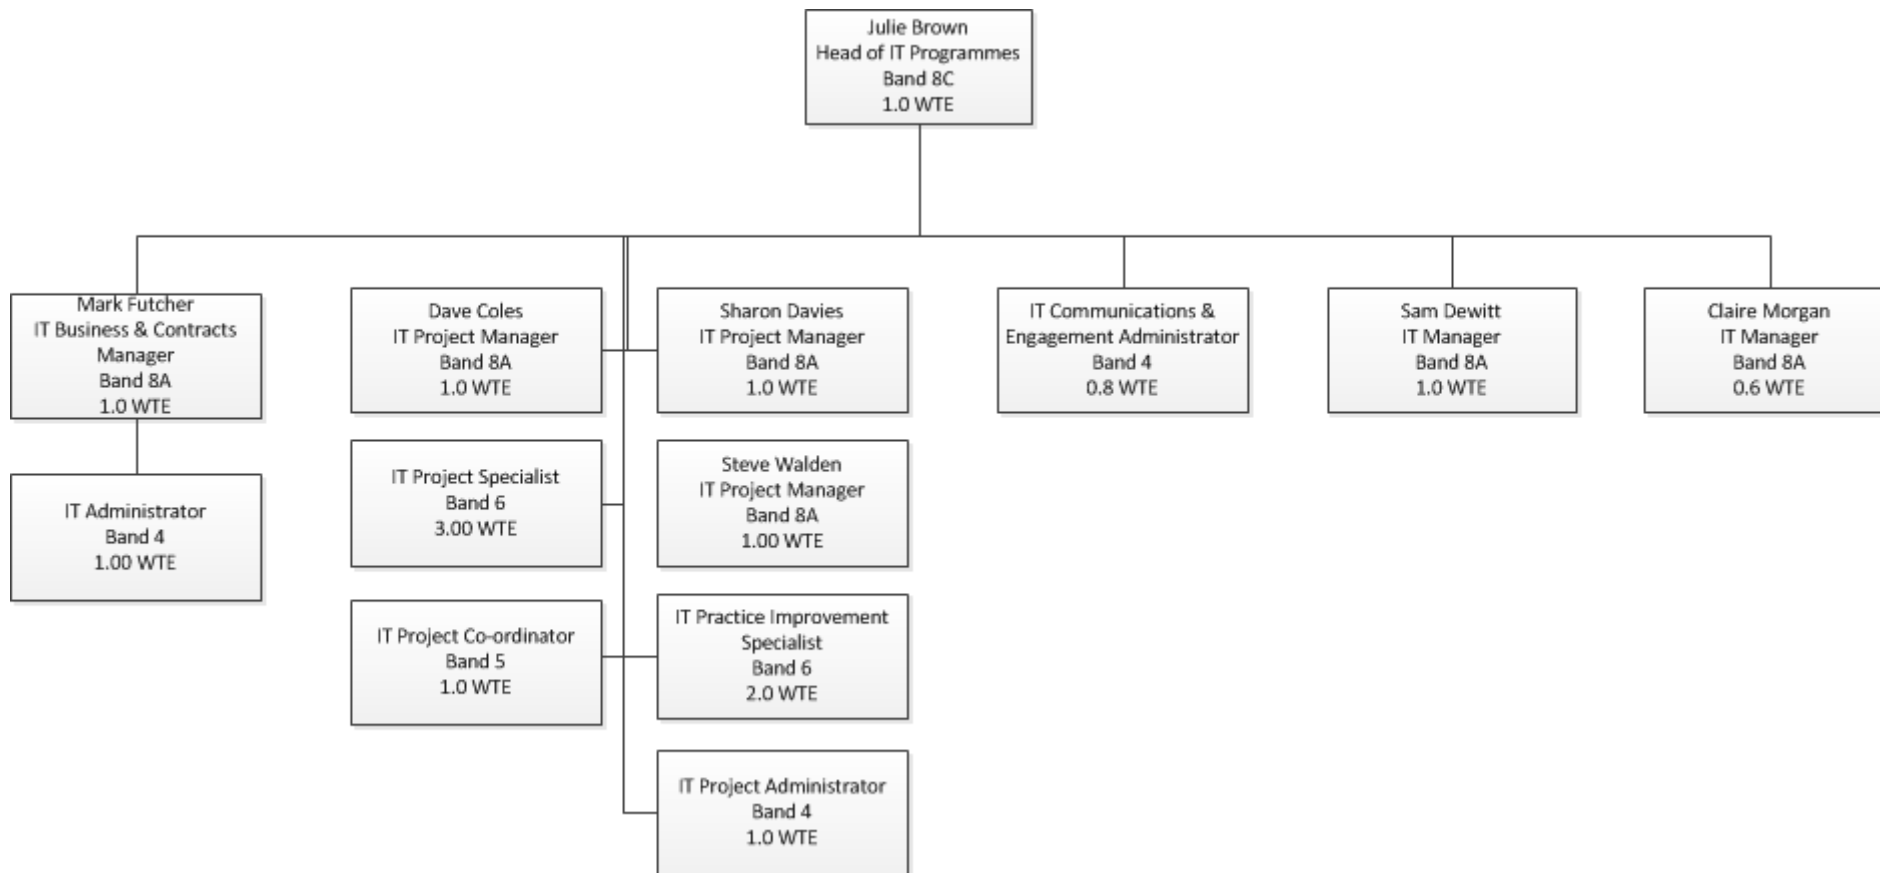 Julie Brown
Head of IT Programmes
Band 8C
1.0 WTE
Mark Futcher
IT Business & Contracts
Manager
Band 8A
1.0 WTE
IT Administrator
Band 4
1.00 WTE
Dave Coles
IT Project Manager
Band 8A
1.0 WTE
Sharon Davies
IT Project Manager
Band 8A
1.0 WTE
IT Project Specialist
Band 6
3.00 WTE
Steve Walden
IT Project Manager
Band 8A
1.00 WTE
IT Project Co-ordinator
Band 5
1.0 WTE
IT Practice Improvement
Specialist
Band 6
2.0 WTE
IT Project Administrator
Band 4
1.0 WTE
IT Communications &
Engagement Administrator
Band 4
0.8 WTE
Sam Dewitt
IT Manager
Band 8A
1.0 WTE
Claire Morgan
IT Manager
Band 8A
0.6 WTE